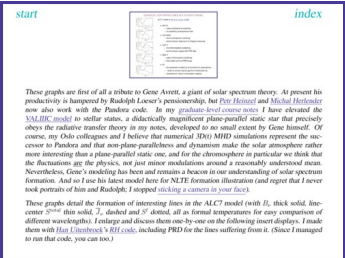 start
index
These graphs are first of all a tribute to Gene Avrett, a giant of solar spectrum theory. At present his
productivity is hampered by Rudolph Loeser's pensionership, but Petr Heinzel and Michal Herlender
now also work with the Pandora code. In my graduate-level course notes I have elevated the
VALIIIC model to stellar status, a didactically magnificent plane-parallel static star that precisely
obeys the radiative transfer theory in my notes, developed to no small extent by Gene himself. Of
course, my Oslo colleagues and I believe that numerical 3D(t) MHD simulations represent the suc-
cessor to Pandora and that non-plane-parallelness and dynamism make the solar atmosphere rather
more interesting than a plane-parallel static one, and for the chromosphere in particular we think that
the fluctuations are the physics, not just minor modulations around a reasonably understood mean.
Nevertheless, Gene's modeling has been and remains a beacon in our understanding of solar spectrum
formation. And so I use his latest model here for NLTE formation illustration (and regret that I never
took portraits of him and Rudolph; I stopped sticking a camera in your face).
These graphs detail the formation of interesting lines in the ALC7 model (with Bν thick solid, line-
center Stotal thin solid, J̄ν dashed and Sl dotted, all as formal temperatures for easy comparison of
different wavelengths). I enlarge and discuss them one-by-one on the following insert displays. I made
them with Han Uitenbroek's RH code, including PRD for the lines suffering from it. (Since I managed
to run that code, you can too.)